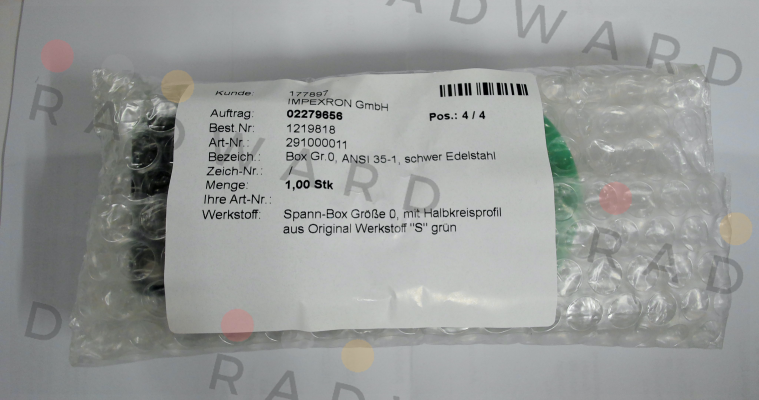 RADWARD
Kunde: 177897
IMPEXRON GmbH
Auftrag: 02279656 Pos.: 4 / 4
Best.Nr: 1219818
Art-Nr.: 291000011
Bezeich.: Box Gr.0, ANSI 35-1, schwer Edelstahl
Zeich-Nr.: /
Menge: 1,00 Stk
Ihre Art-Nr.:
Werkstoff: Spann-Box Größe 0, mit Halbkreisprofil
aus Original Werkstoff "S" grün
RADWARD
RAD
D
RADWARD